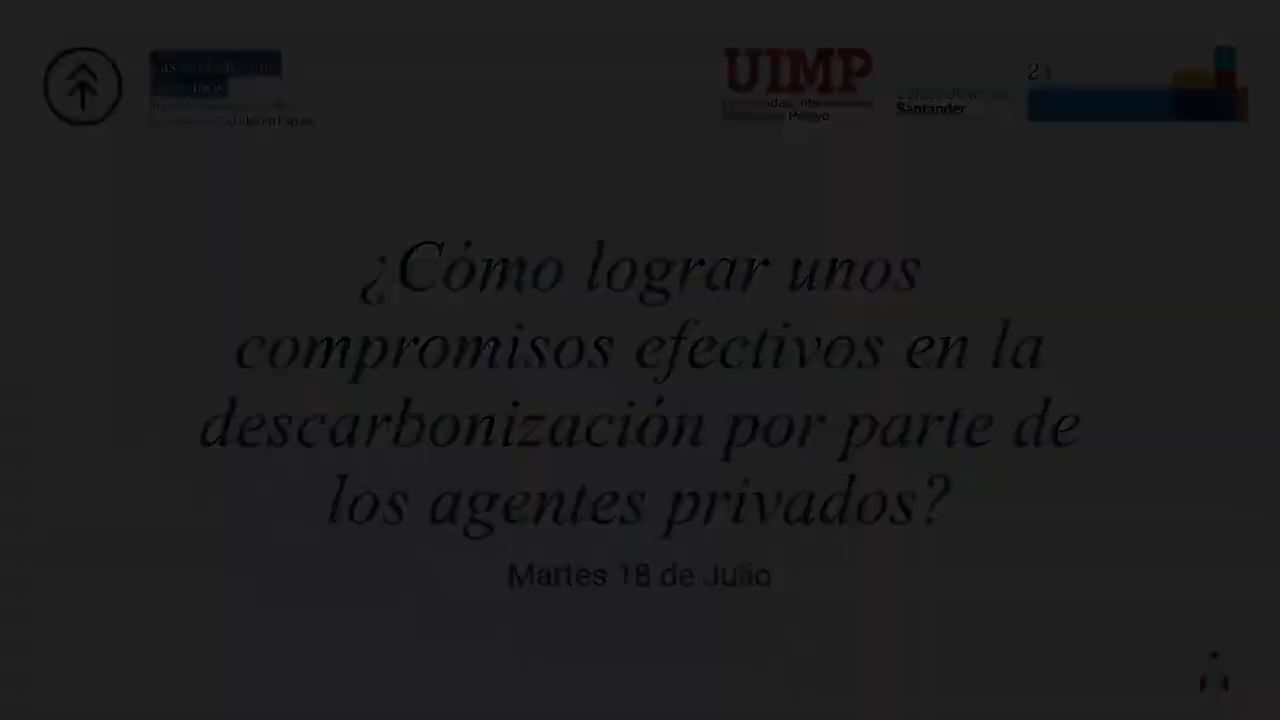 UIMP
Pelayo
Santander
¿Cómo lograr unos
compromisos efectivos en la
descarbonización por parte de
los agentes privados?
Martes 18 de Julio